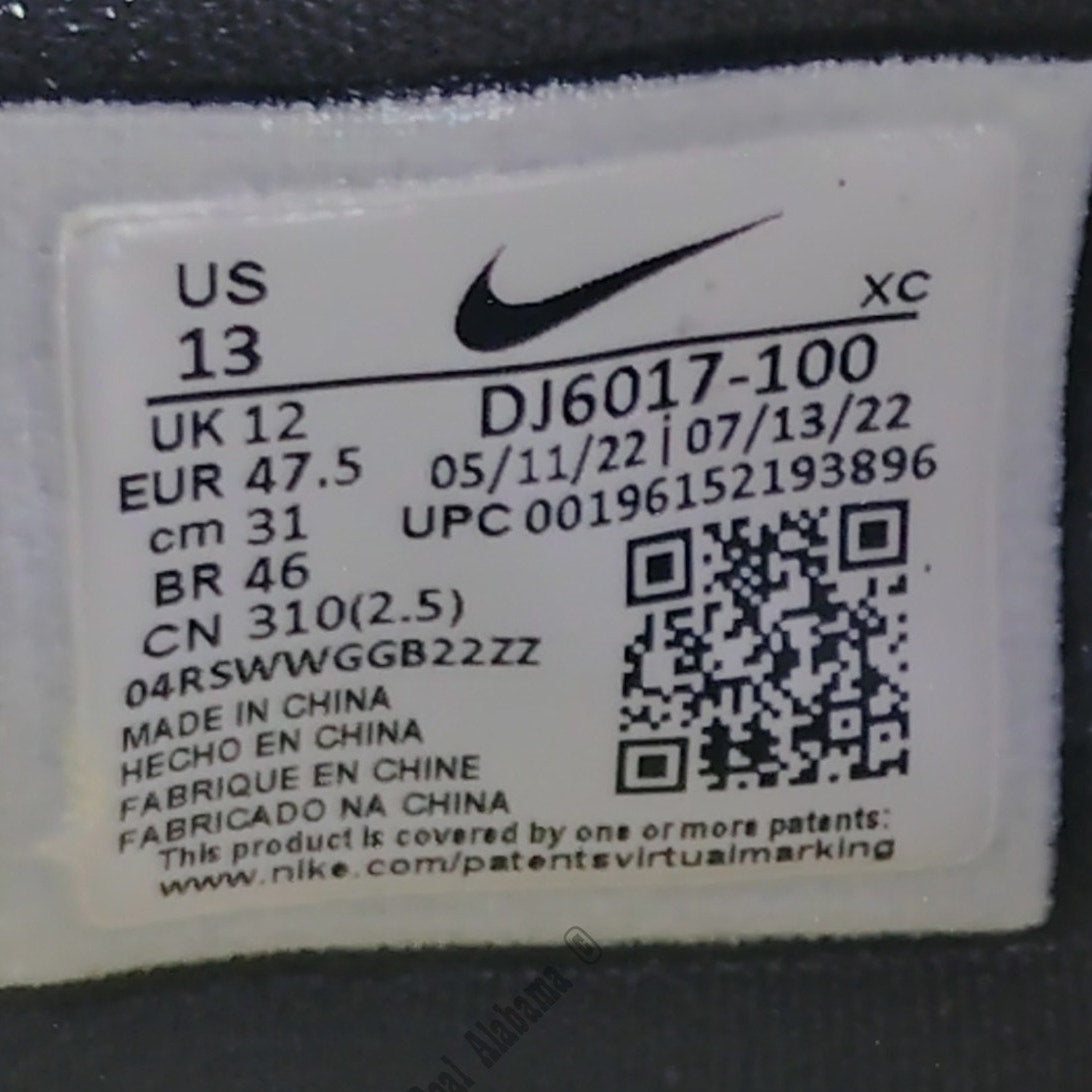 US
13
XC
UK 12
DJ6017-100
EUR 47.5
05/11/22 | 07/13/22
cm 31
UPC 00196152193896
BR 46
CN 310(2.5)
04RSWWGGB22ZZ
MADE IN CHINA
HECHO EN CHINA
FABRIQUE EN CHINE
FABRICADO NA CHINA
This product is covered by one or more patents:
www.nike.com/patentsvirtualmarking
Real Alabama ©